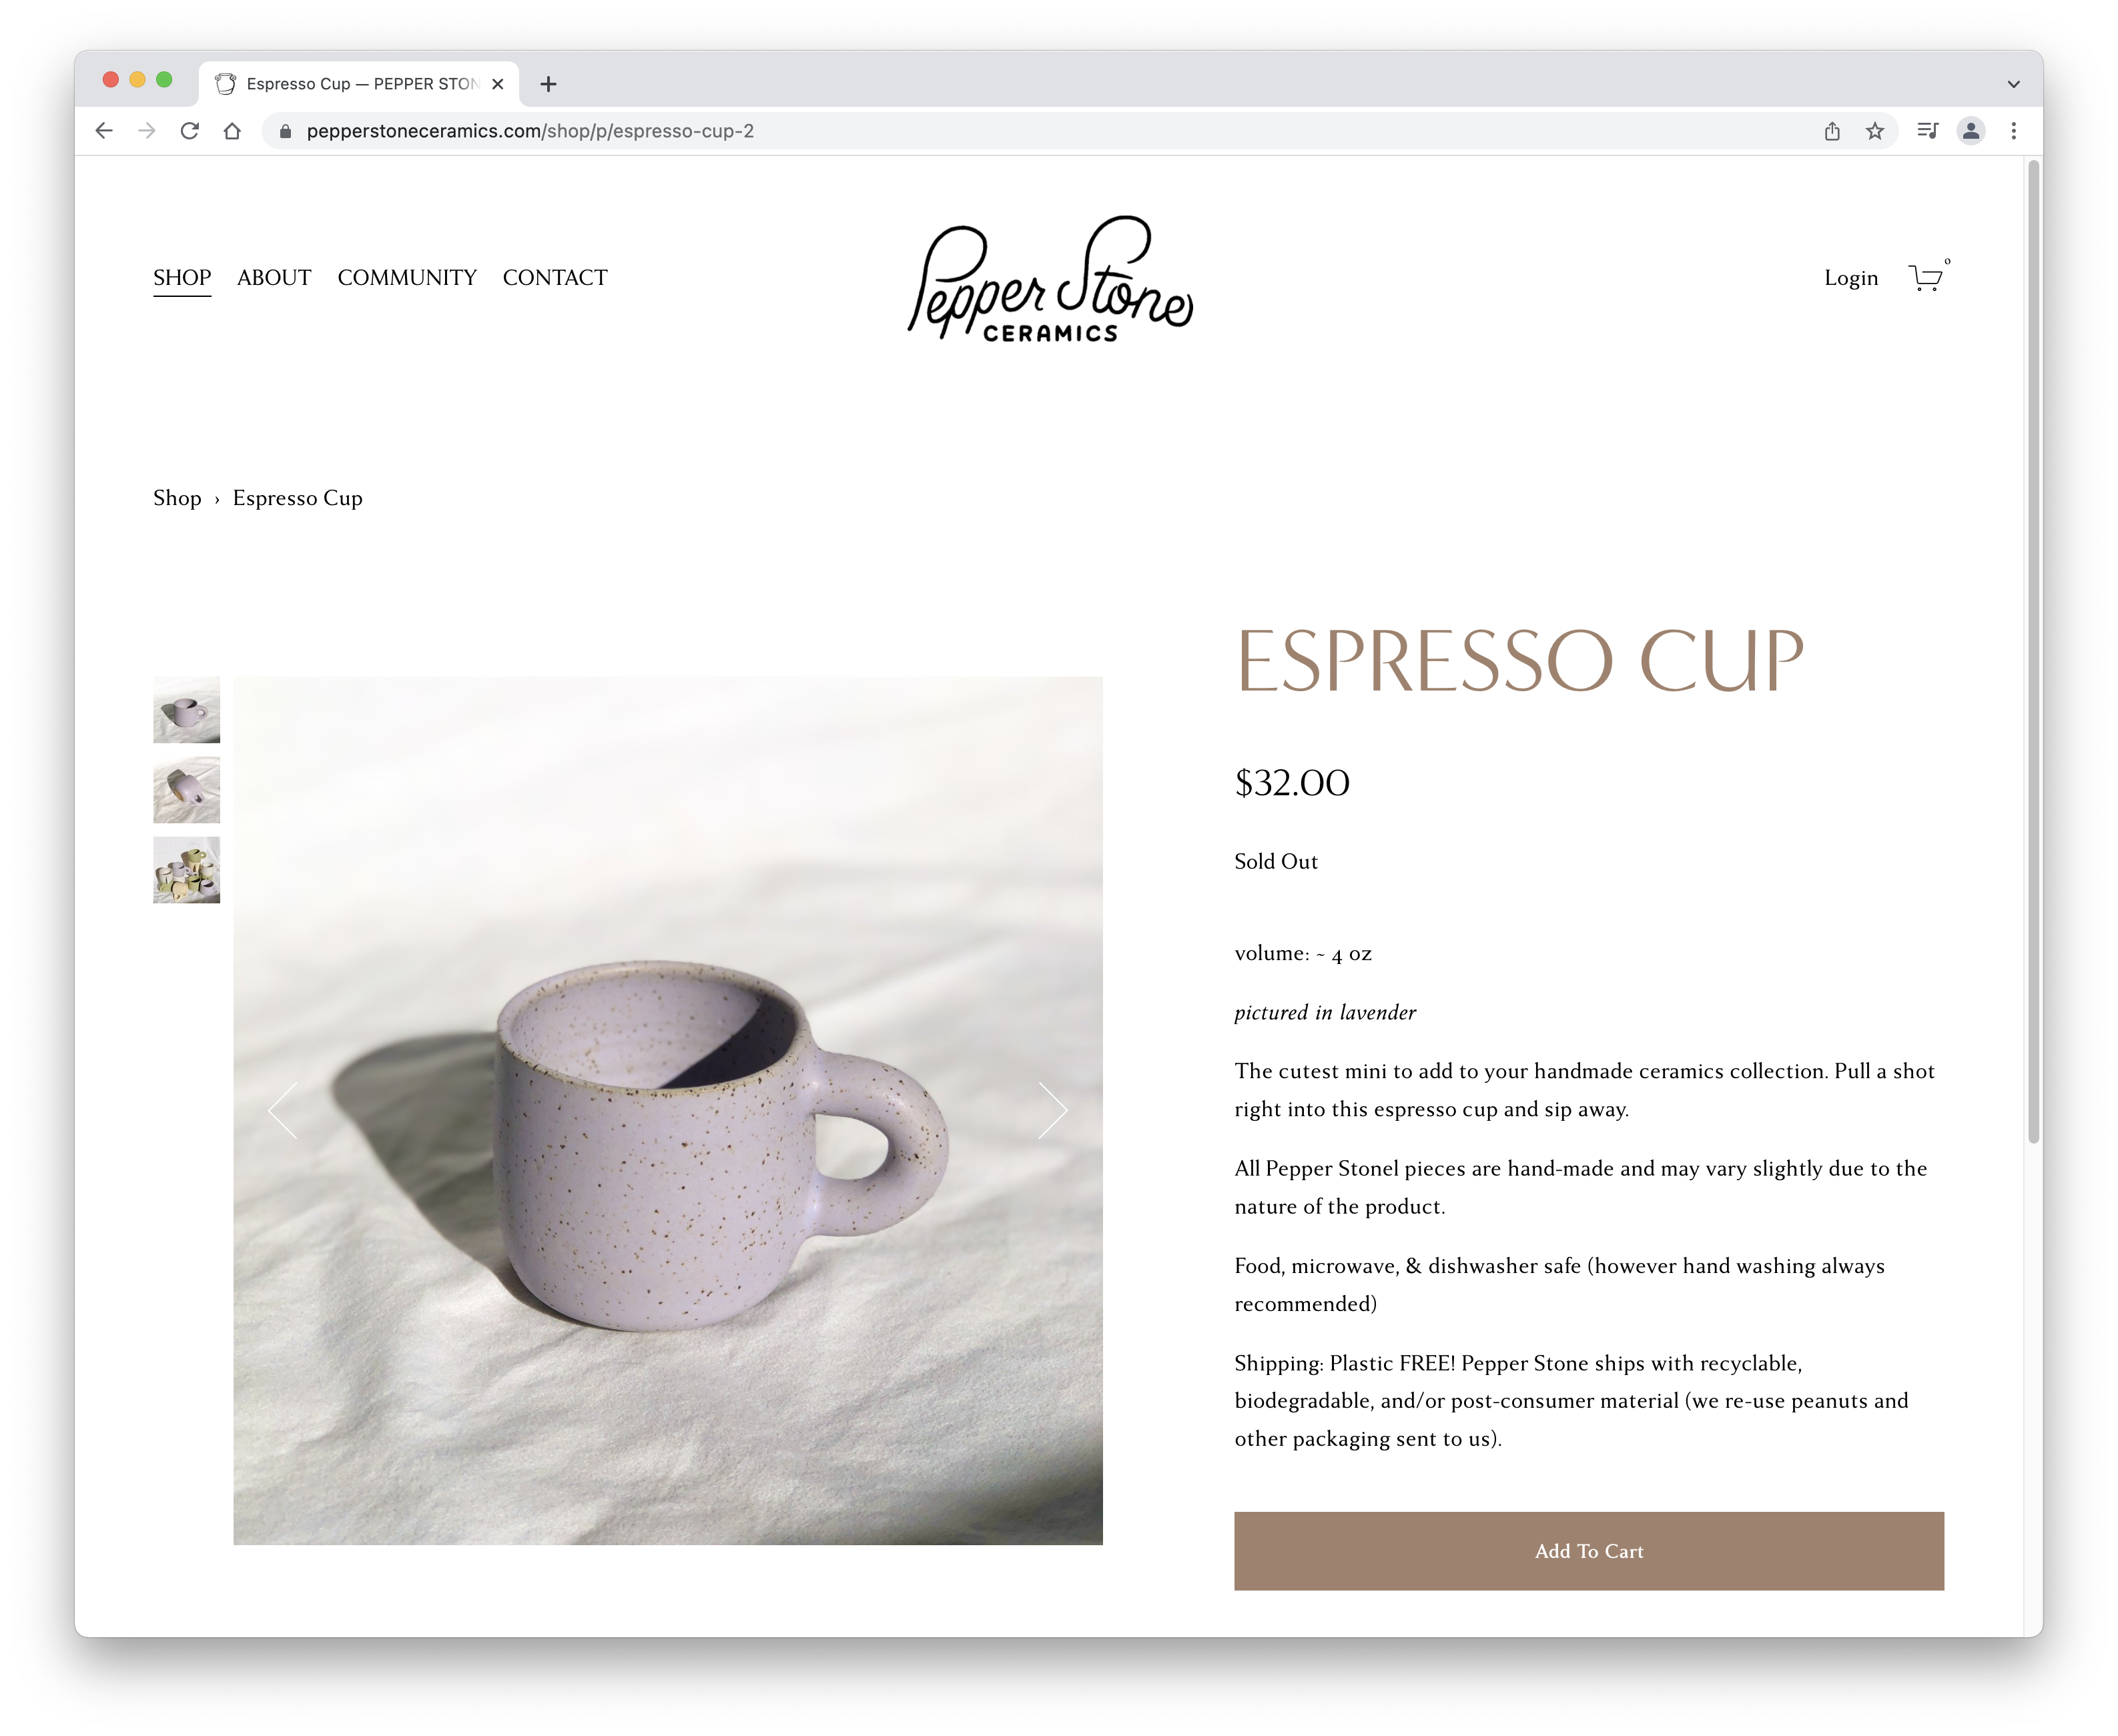 Espresso Cup — PEPPER STON
pepperstoneceramics.com/shop/p/espresso-cup-2
SHOP ABOUT COMMUNITY CONTACT
Pepper Stone
CERAMICS
Login 0
Shop › Espresso Cup
ESPRESSO CUP
$32.00
Sold Out
volume: ~ 4 oz
pictured in lavender
The cutest mini to add to your handmade ceramics collection. Pull a shot
right into this espresso cup and sip away.
All Pepper Stonel pieces are hand-made and may vary slightly due to the
nature of the product.
Food, microwave, & dishwasher safe (however hand washing always
recommended)
Shipping: Plastic FREE! Pepper Stone ships with recyclable,
biodegradable, and/or post-consumer material (we re-use peanuts and
other packaging sent to us).
Add To Cart